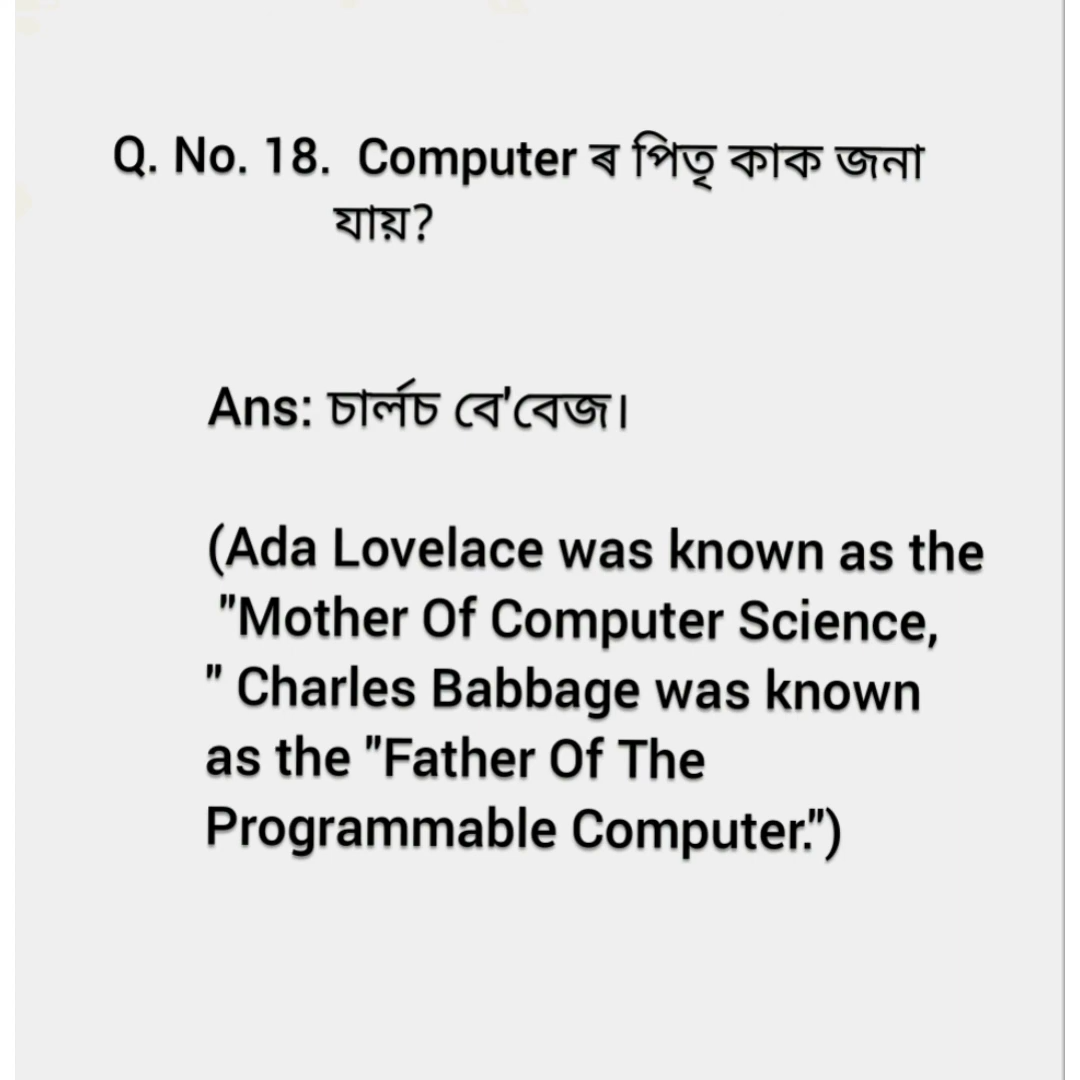 Q. No. 18. Computer ৰ পিতৃ কাক জনা
যায়?
Ans: চাৰ্লচ বে'বেজ।
(Ada Lovelace was known as the
"Mother Of Computer Science,
" Charles Babbage was known
as the "Father Of The
Programmable Computer.")